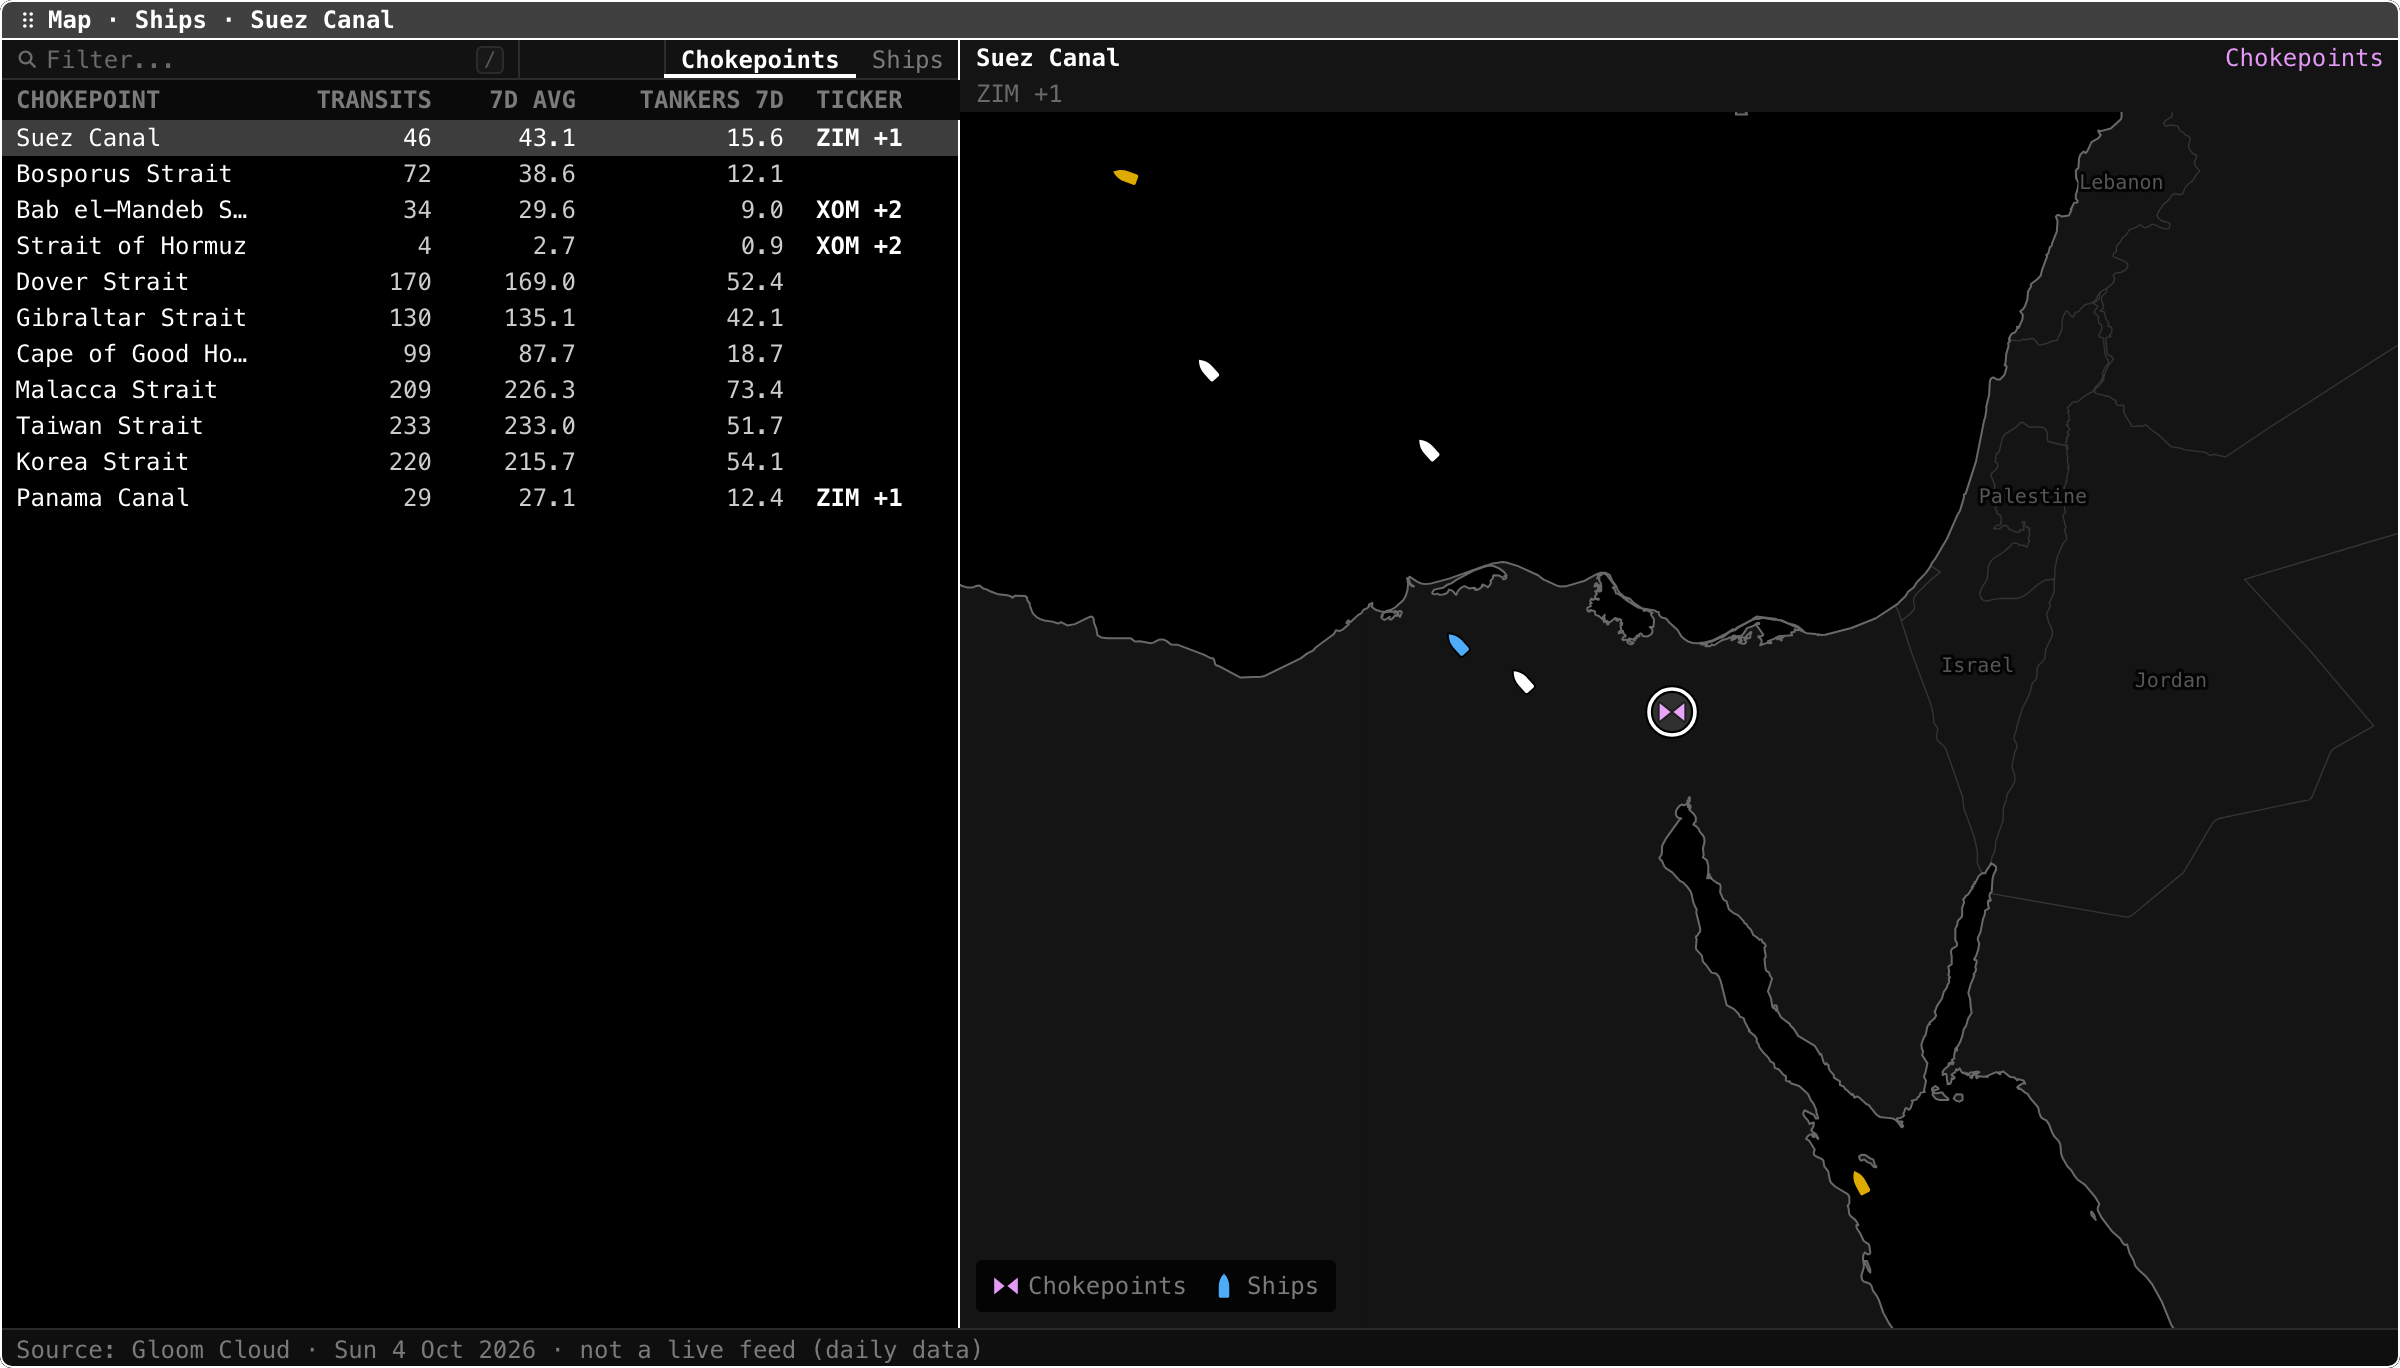 Map · Ships · Suez Canal
Filter... /
Chokepoints Ships
CHOKEPOINT TRANSITS 7D AVG TANKERS 7D TICKER
Suez Canal 46 43.1 15.6 ZIM +1
Bosporus Strait 72 38.6 12.1
Bab el-Mandeb S… 34 29.6 9.0 XOM +2
Strait of Hormuz 4 2.7 0.9 XOM +2
Dover Strait 170 169.0 52.4
Gibraltar Strait 130 135.1 42.1
Cape of Good Ho… 99 87.7 18.7
Malacca Strait 209 226.3 73.4
Taiwan Strait 233 233.0 51.7
Korea Strait 220 215.7 54.1
Panama Canal 29 27.1 12.4 ZIM +1
Suez Canal Chokepoints
ZIM +1
Lebanon
Palestine
Israel
Jordan
Chokepoints Ships
Source: Gloom Cloud · Sun 4 Oct 2026 · not a live feed (daily data)